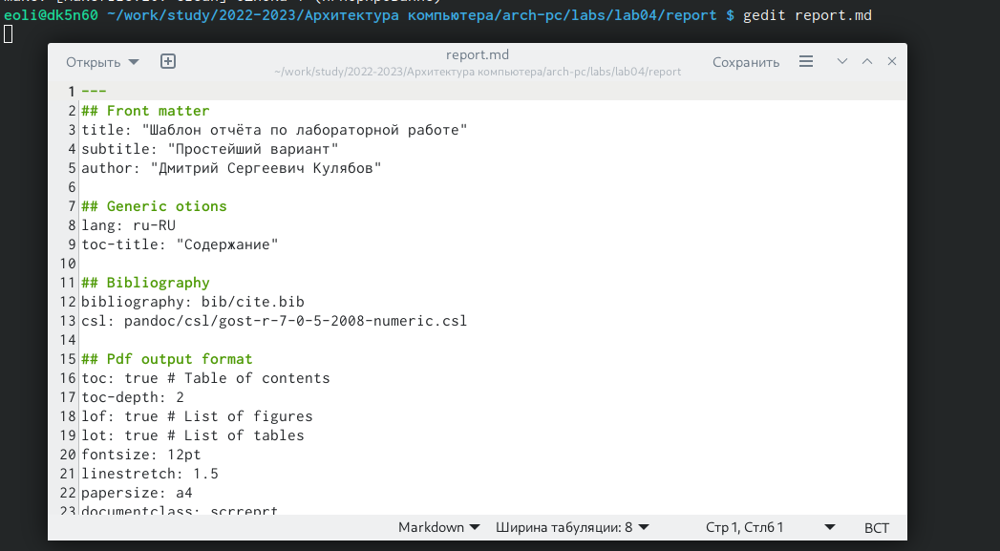 eoli@dk5n60 ~/work/study/2022-2023/Архитектура компьютера/arch-pc/labs/lab04/report $ gedit report.md
Открыть
report.md
~/work/study/2022-2023/Архитектура компьютера/arch-pc/labs/lab04/report
Сохранить
1 ---
2 ## Front matter
3 title: "Шаблон отчёта по лабораторной работе"
4 subtitle: "Простейший вариант"
5 author: "Дмитрий Сергеевич Кулябов"
6
7 ## Generic otions
8 lang: ru-RU
9 toc-title: "Содержание"
10
11 ## Bibliography
12 bibliography: bib/cite.bib
13 csl: pandoc/csl/gost-r-7-0-5-2008-numeric.csl
14
15 ## Pdf output format
16 toc: true # Table of contents
17 toc-depth: 2
18 lof: true # List of figures
19 lot: true # List of tables
20 fontsize: 12pt
21 linestretch: 1.5
22 papersize: a4
23 documentclass: scrreprt
Markdown Ширина табуляции: 8 Стр 1, Стлб 1 ВСТ